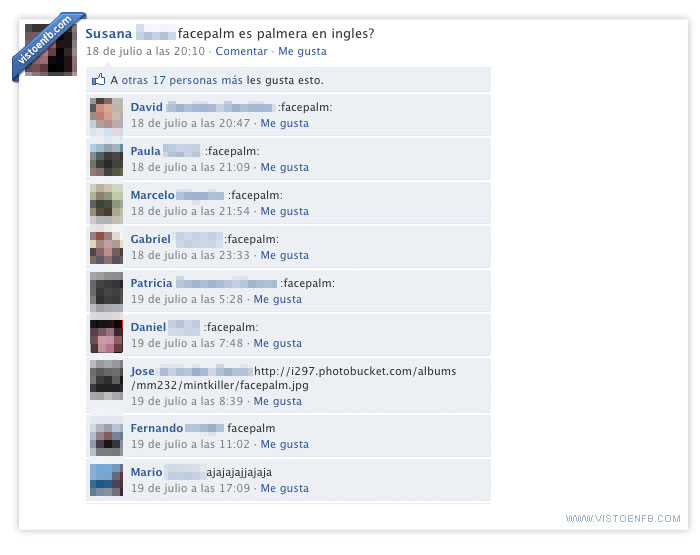 vistoenfb.com
Susana facepalm es palmera en ingles?
18 de julio a las 20:10 · Comentar · Me gusta
A otras 17 personas más les gusta esto.
David :facepalm:
18 de julio a las 20:47 · Me gusta
Paula :facepalm:
18 de julio a las 21:09 · Me gusta
Marcelo :facepalm:
18 de julio a las 21:54 · Me gusta
Gabriel :facepalm:
18 de julio a las 23:33 · Me gusta
Patricia :facepalm:
19 de julio a las 5:28 · Me gusta
Daniel :facepalm:
19 de julio a las 7:48 · Me gusta
Jose http://i297.photobucket.com/albums
/mm232/mintkiller/facepalm.jpg
19 de julio a las 8:39 · Me gusta
Fernando facepalm
19 de julio a las 11:02 · Me gusta
Mario ajajajajjajaja
19 de julio a las 17:09 · Me gusta
WWW.VISTOENFB.COM